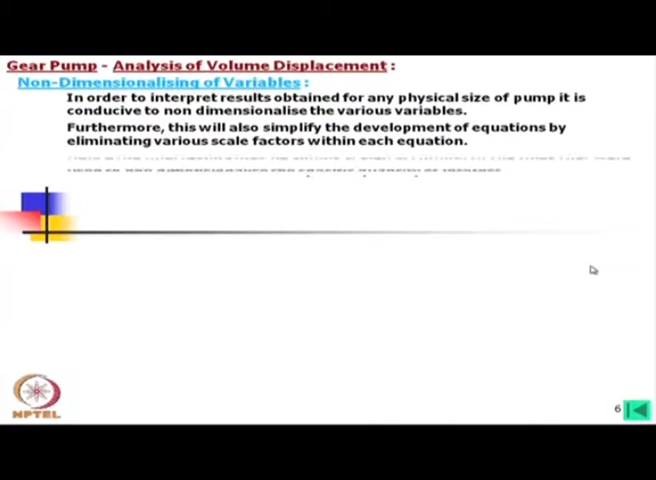 Gear Pump - Analysis of Volume Displacement :
Non-Dimensionalising of Variables :
In order to interpret results obtained for any physical size of pump it is
conducive to non dimensionalise the various variables.
Furthermore, this will also simplify the development of equations by
eliminating various scale factors within each equation.
NPTEL
6